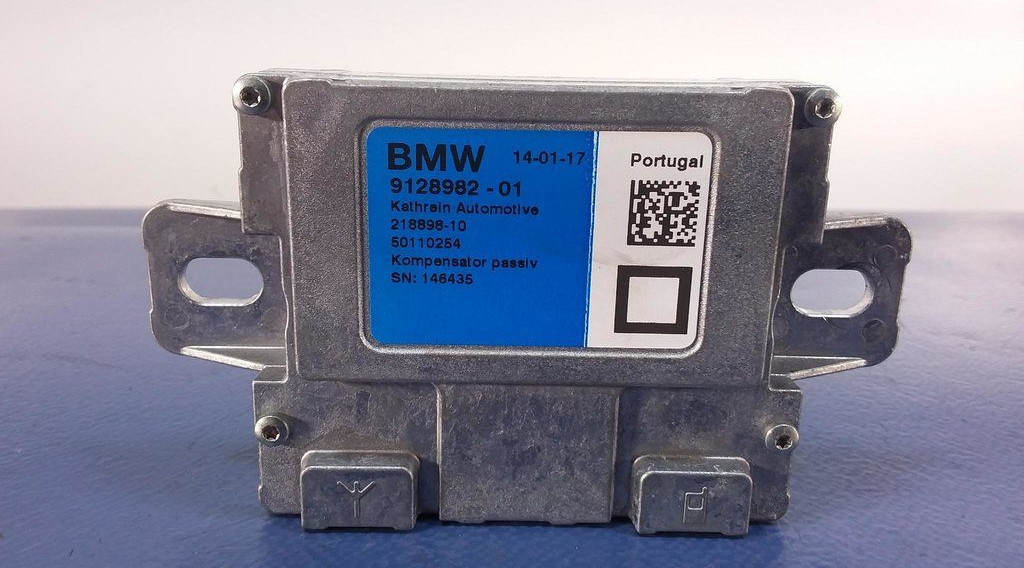 BMW 14-01-17
9128982 - 01
Kathrein Automotive
218898-10
50110254
Kompensator passiv
SN: 146435
Portugal